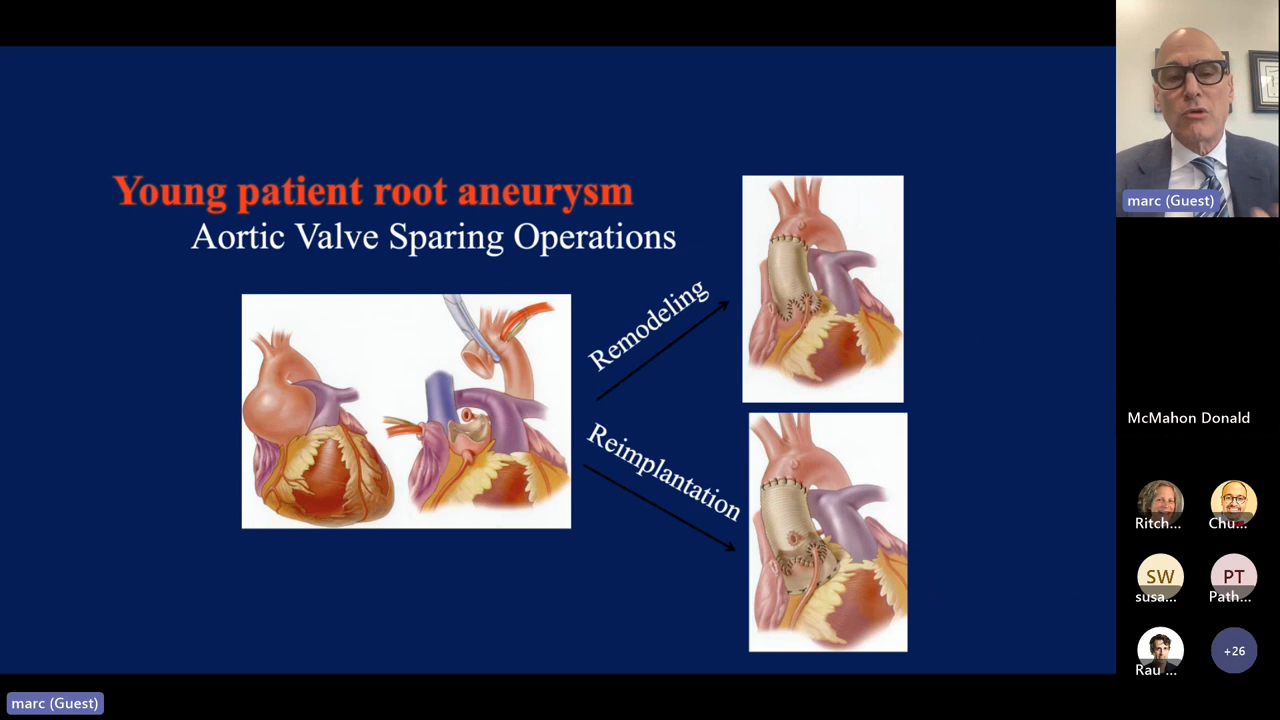 Young patient root aneurysm
Aortic Valve Sparing Operations
Remodeling
Reimplantation
marc (Guest)
McMahon Donald
Ritch...
Chu...
SW
susa...
PT
Path...
Rau ...
+26
marc (Guest)